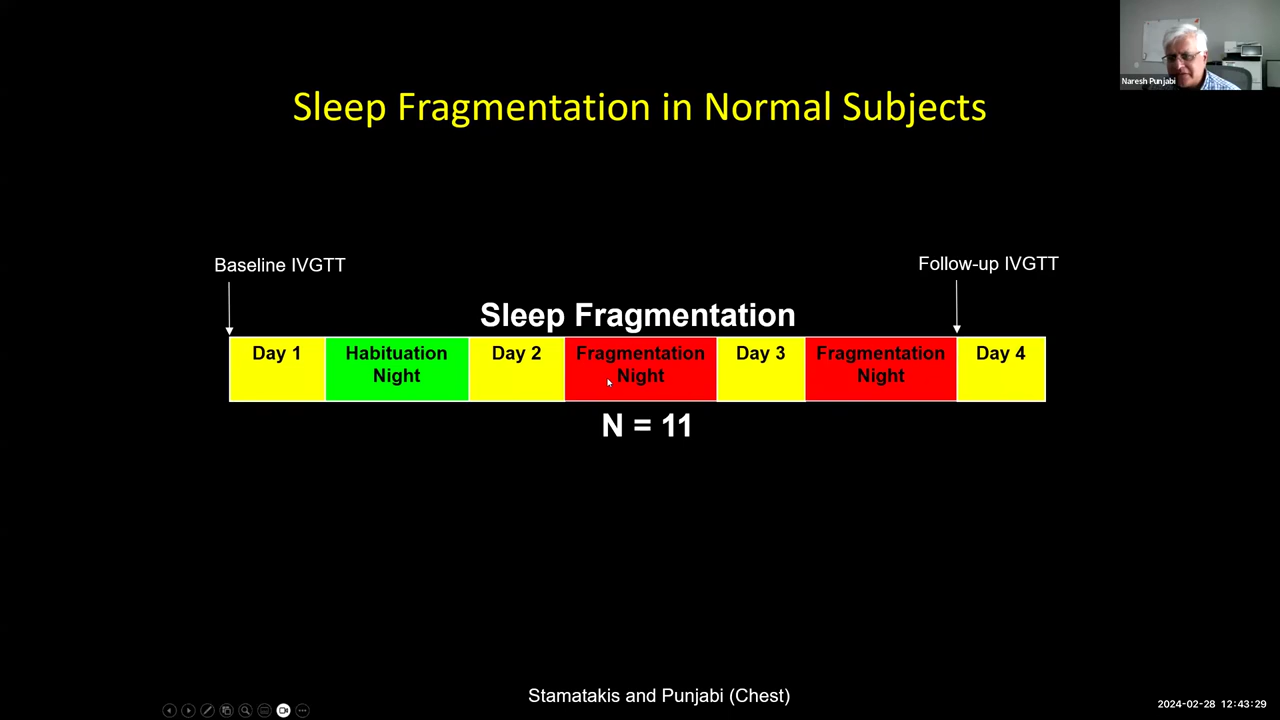 Naresh Punjabi
Sleep Fragmentation in Normal Subjects
Baseline IVGTT
Follow-up IVGTT
Sleep Fragmentation
Day 1
Habituation
Night
Day 2
Fragmentation
Night
Day 3
Fragmentation
Night
Day 4
N = 11
Stamatakis and Punjabi (Chest)
2024-02-28 12:43:29